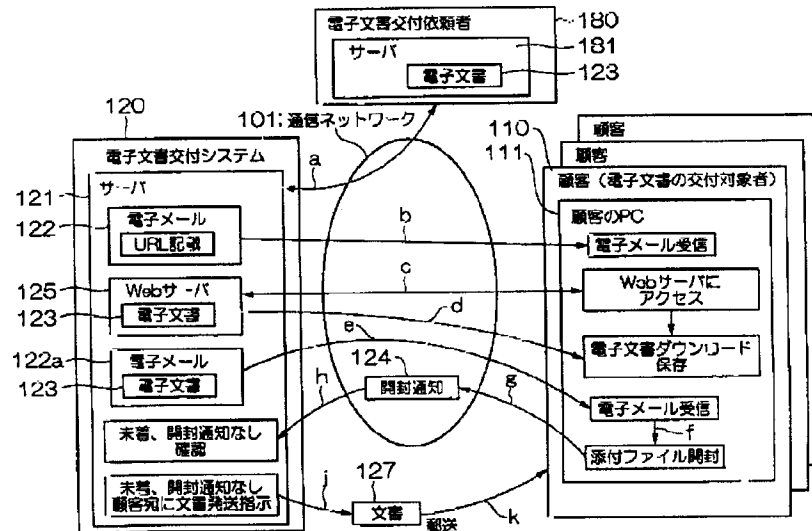 電子文書交付依頼者
180
サーバ
181
電子文書
123
120
101:通信ネットワーク
電子文書交付システム
a
121
サーバ
122
電子メール
URL記載
b
125
Webサーバ
123
電子文書
c
d
e
122a
電子メール
123
電子文書
124
開封通知
h
g
未着、開封通知なし
確認
未着、開封通知なし
顧客宛に文書発送指示
j
127
文書
郵送
k
顧客
顧客
110
111
顧客（電子文書の交付対象者）
顧客のPC
電子メール受信
Webサーバに
アクセス
電子文書ダウンロード
保存
電子メール受信
f
添付ファイル開封